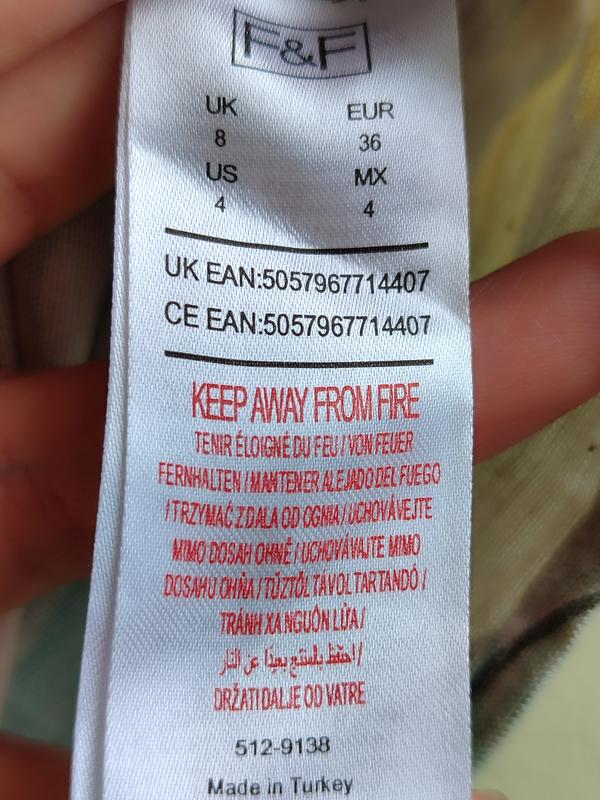 F&F
UK EUR
8 36
US MX
4 4
UK EAN:5057967714407
CE EAN:5057967714407
KEEP AWAY FROM FIRE
TENIR ÉLOIGNÉ DU FEU / VON FEUER
FERNHALTEN / MANTENER ALEJADO DEL FUEGO
/ TRZYMAĆ Z DALA OD OGNIA / UCHOVÁVEJTE
MIMO DOSAH OHNĚ / UCHOVÁVAJTE MIMO
DOSAHU OHŇA / TŰZTŐL TÁVOL TARTANDÓ /
TRÁNH XA NGUỒN LỬA /
/ احتفظ بالمنتج بعيدًا عن النار
DRŽATI DALJE OD VATRE
512-9138
Made in Turkey